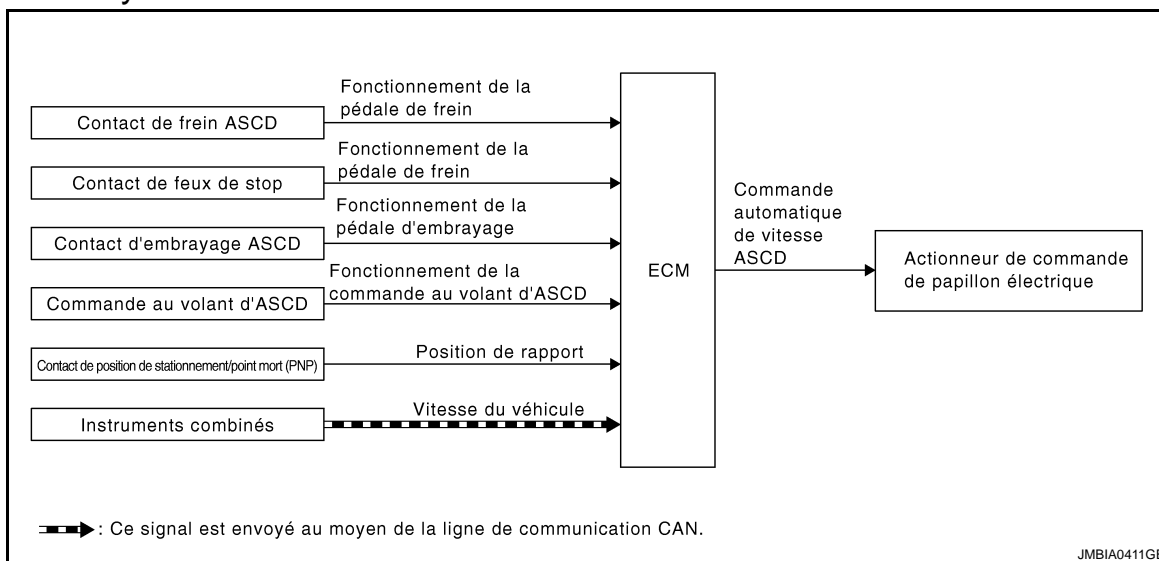 Contact de frein ASCD
Fonctionnement de la
pédale de frein
Contact de feux de stop
Fonctionnement de la
pédale de frein
Contact d'embrayage ASCD
Fonctionnement de la
pédale d'embrayage
Commande au volant d'ASCD
Fonctionnement de la
commande au volant d'ASCD
Contact de position de stationnement/point mort (PNP)
Position de rapport
Instruments combinés
Vitesse du véhicule
ECM
Commande
automatique
de vitesse
ASCD
Actionneur de commande
de papillon électrique
: Ce signal est envoyé au moyen de la ligne de communication CAN.